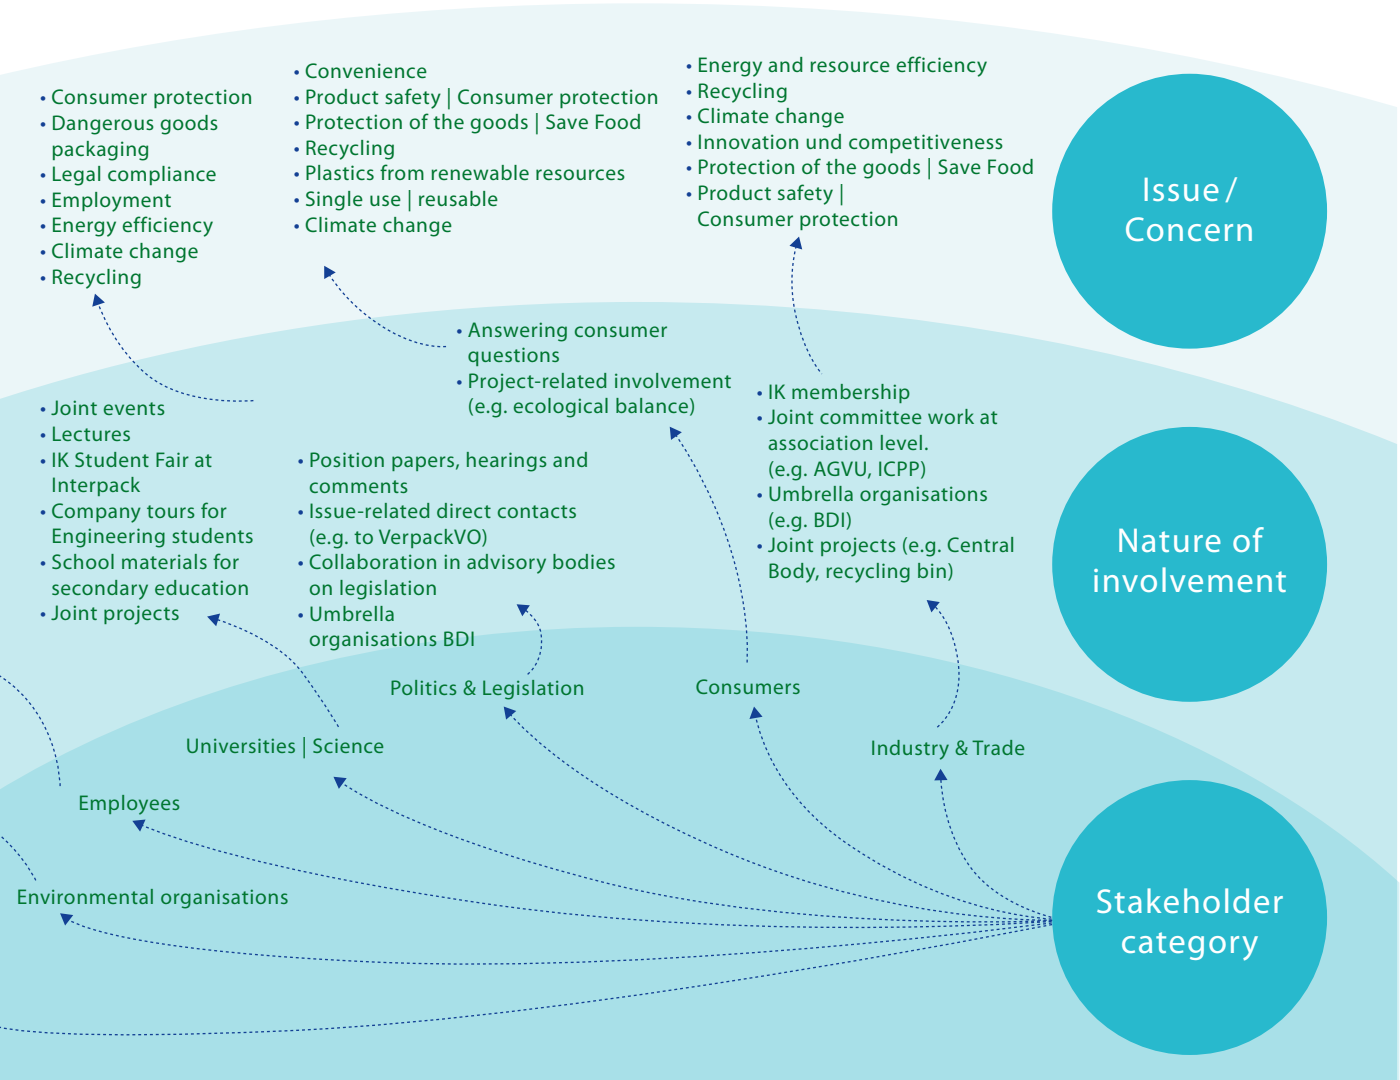 • Consumer protection
• Dangerous goods
packaging
• Legal compliance
• Employment
• Energy efficiency
• Climate change
• Recycling
• Convenience
• Product safety | Consumer protection
• Protection of the goods | Save Food
• Recycling
• Plastics from renewable resources
• Single use | reusable
• Climate change
• Energy and resource efficiency
• Recycling
• Climate change
• Innovation und competitiveness
• Protection of the goods | Save Food
• Product safety |
Consumer protection
Issue /
Concern
• Joint events
• Lectures
• IK Student Fair at
Interpack
• Company tours for
Engineering students
• School materials for
secondary education
• Joint projects
• Position papers, hearings and
comments
• Issue-related direct contacts
(e.g. to VerpackVO)
• Collaboration in advisory bodies
on legislation
• Umbrella
organisations BDI
• Answering consumer
questions
• Project-related involvement
(e.g. ecological balance)
• IK membership
• Joint committee work at
association level.
(e.g. AGVU, ICPP)
• Umbrella organisations
(e.g. BDI)
• Joint projects (e.g. Central
Body, recycling bin)
Nature of
involvement
Politics & Legislation
Consumers
Universities | Science
Industry & Trade
Employees
Environmental organisations
Stakeholder
category